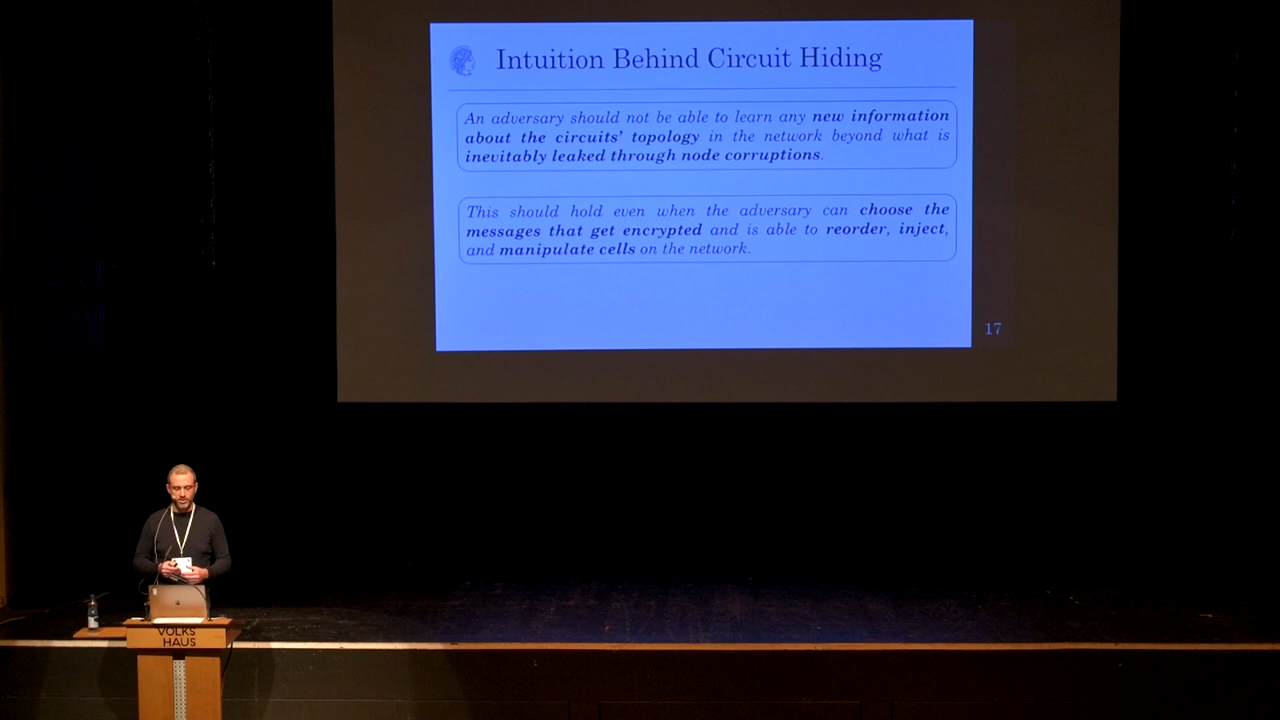 Intuition Behind Circuit Hiding
An adversary should not be able to learn any new information
about the circuits' topology in the network beyond what is
inevitably leaked through node corruptions.
This should hold even when the adversary can choose the
messages that get encrypted and is able to reorder, inject,
and manipulate cells on the network.
17
VOLKS
HAUS